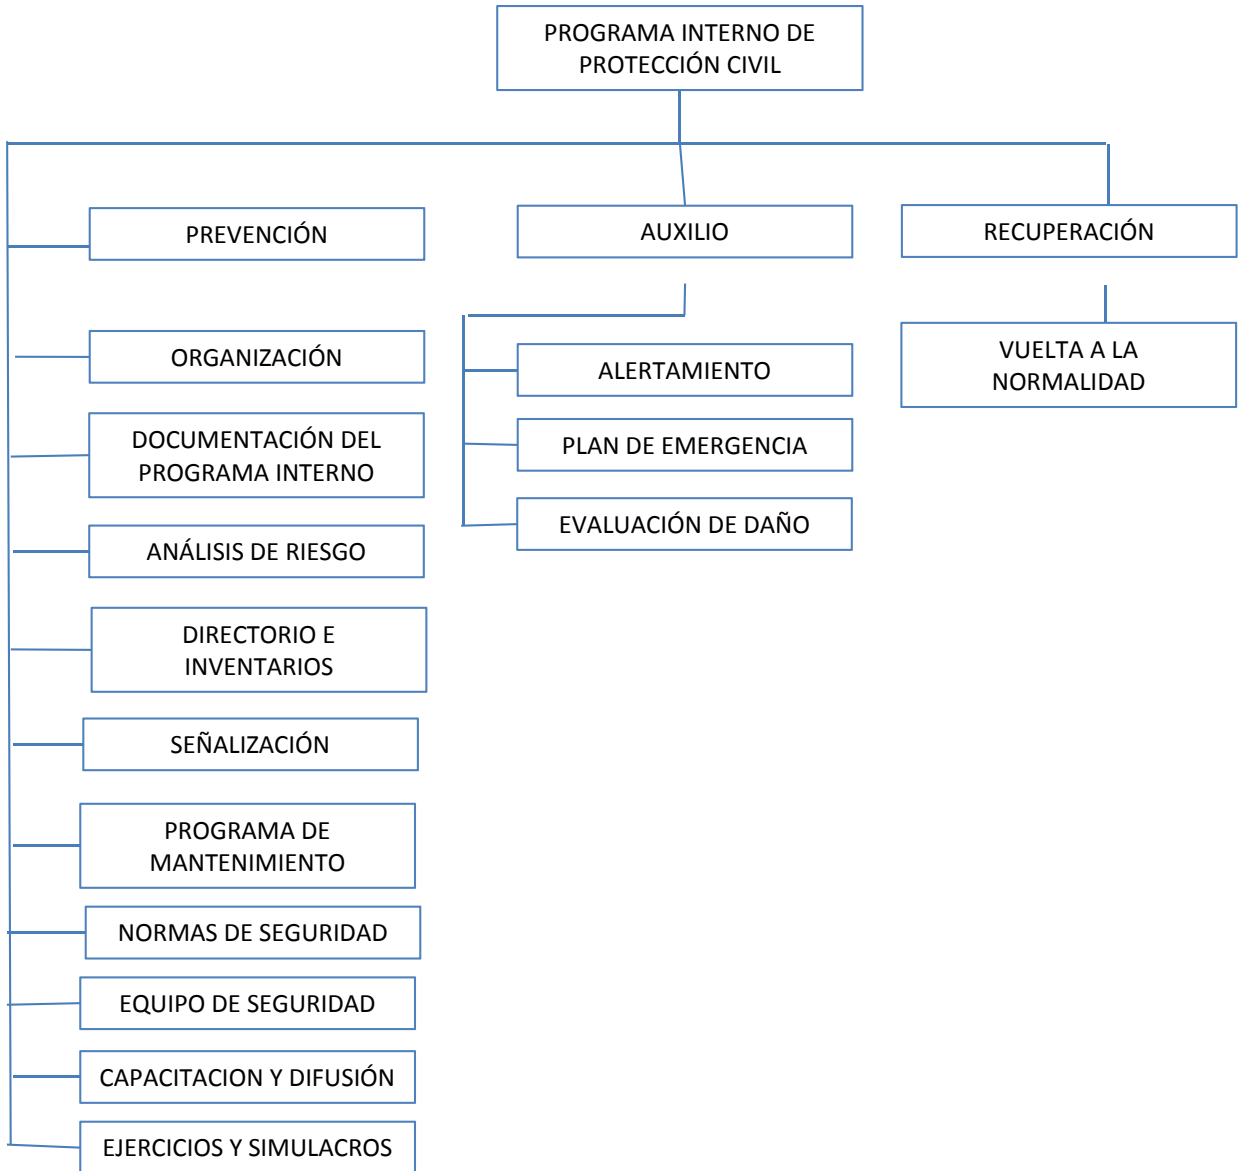 PROGRAMA INTERNO DE
PROTECCIÓN CIVIL
PREVENCIÓN
AUXILIO
RECUPERACIÓN
ORGANIZACIÓN
DOCUMENTACIÓN DEL
PROGRAMA INTERNO
ANÁLISIS DE RIESGO
DIRECTORIO E
INVENTARIOS
SEÑALIZACIÓN
PROGRAMA DE
MANTENIMIENTO
NORMAS DE SEGURIDAD
EQUIPO DE SEGURIDAD
CAPACITACION Y DIFUSIÓN
EJERCICIOS Y SIMULACROS
ALERTAMIENTO
PLAN DE EMERGENCIA
EVALUACIÓN DE DAÑO
VUELTA A LA
NORMALIDAD